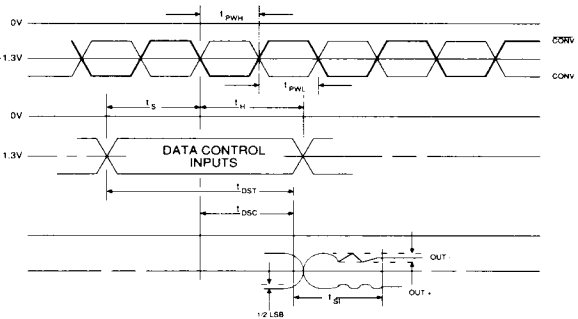 t PWH
0V
CONV
1.3V
CONV
t PWL
t S
t H
0V
1.3V
DATA CONTROL
INPUTS
t DST
t DSC
OUT -
OUT +
t SI
1/2 LSB